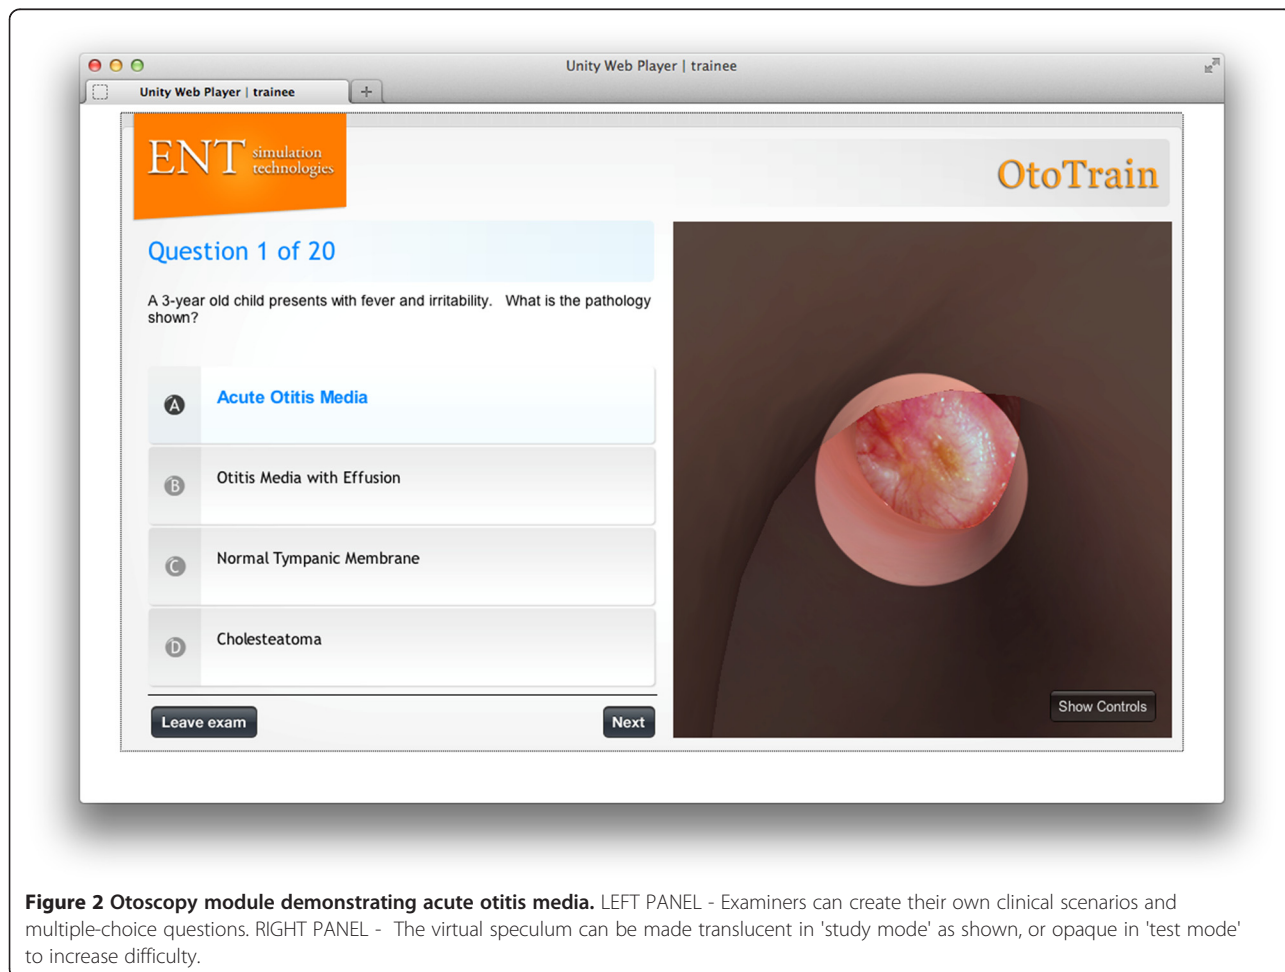 Unity Web Player | trainee
Unity Web Player | trainee
ENT simulation technologies
OtoTrain
Question 1 of 20
A 3-year old child presents with fever and irritability. What is the pathology
shown?
A Acute Otitis Media
B Otitis Media with Effusion
C Normal Tympanic Membrane
D Cholesteatoma
Leave exam
Next
Show Controls
Figure 2 Otoscopy module demonstrating acute otitis media. LEFT PANEL - Examiners can create their own clinical scenarios and
multiple-choice questions. RIGHT PANEL - The virtual speculum can be made translucent in 'study mode' as shown, or opaque in 'test mode'
to increase difficulty.